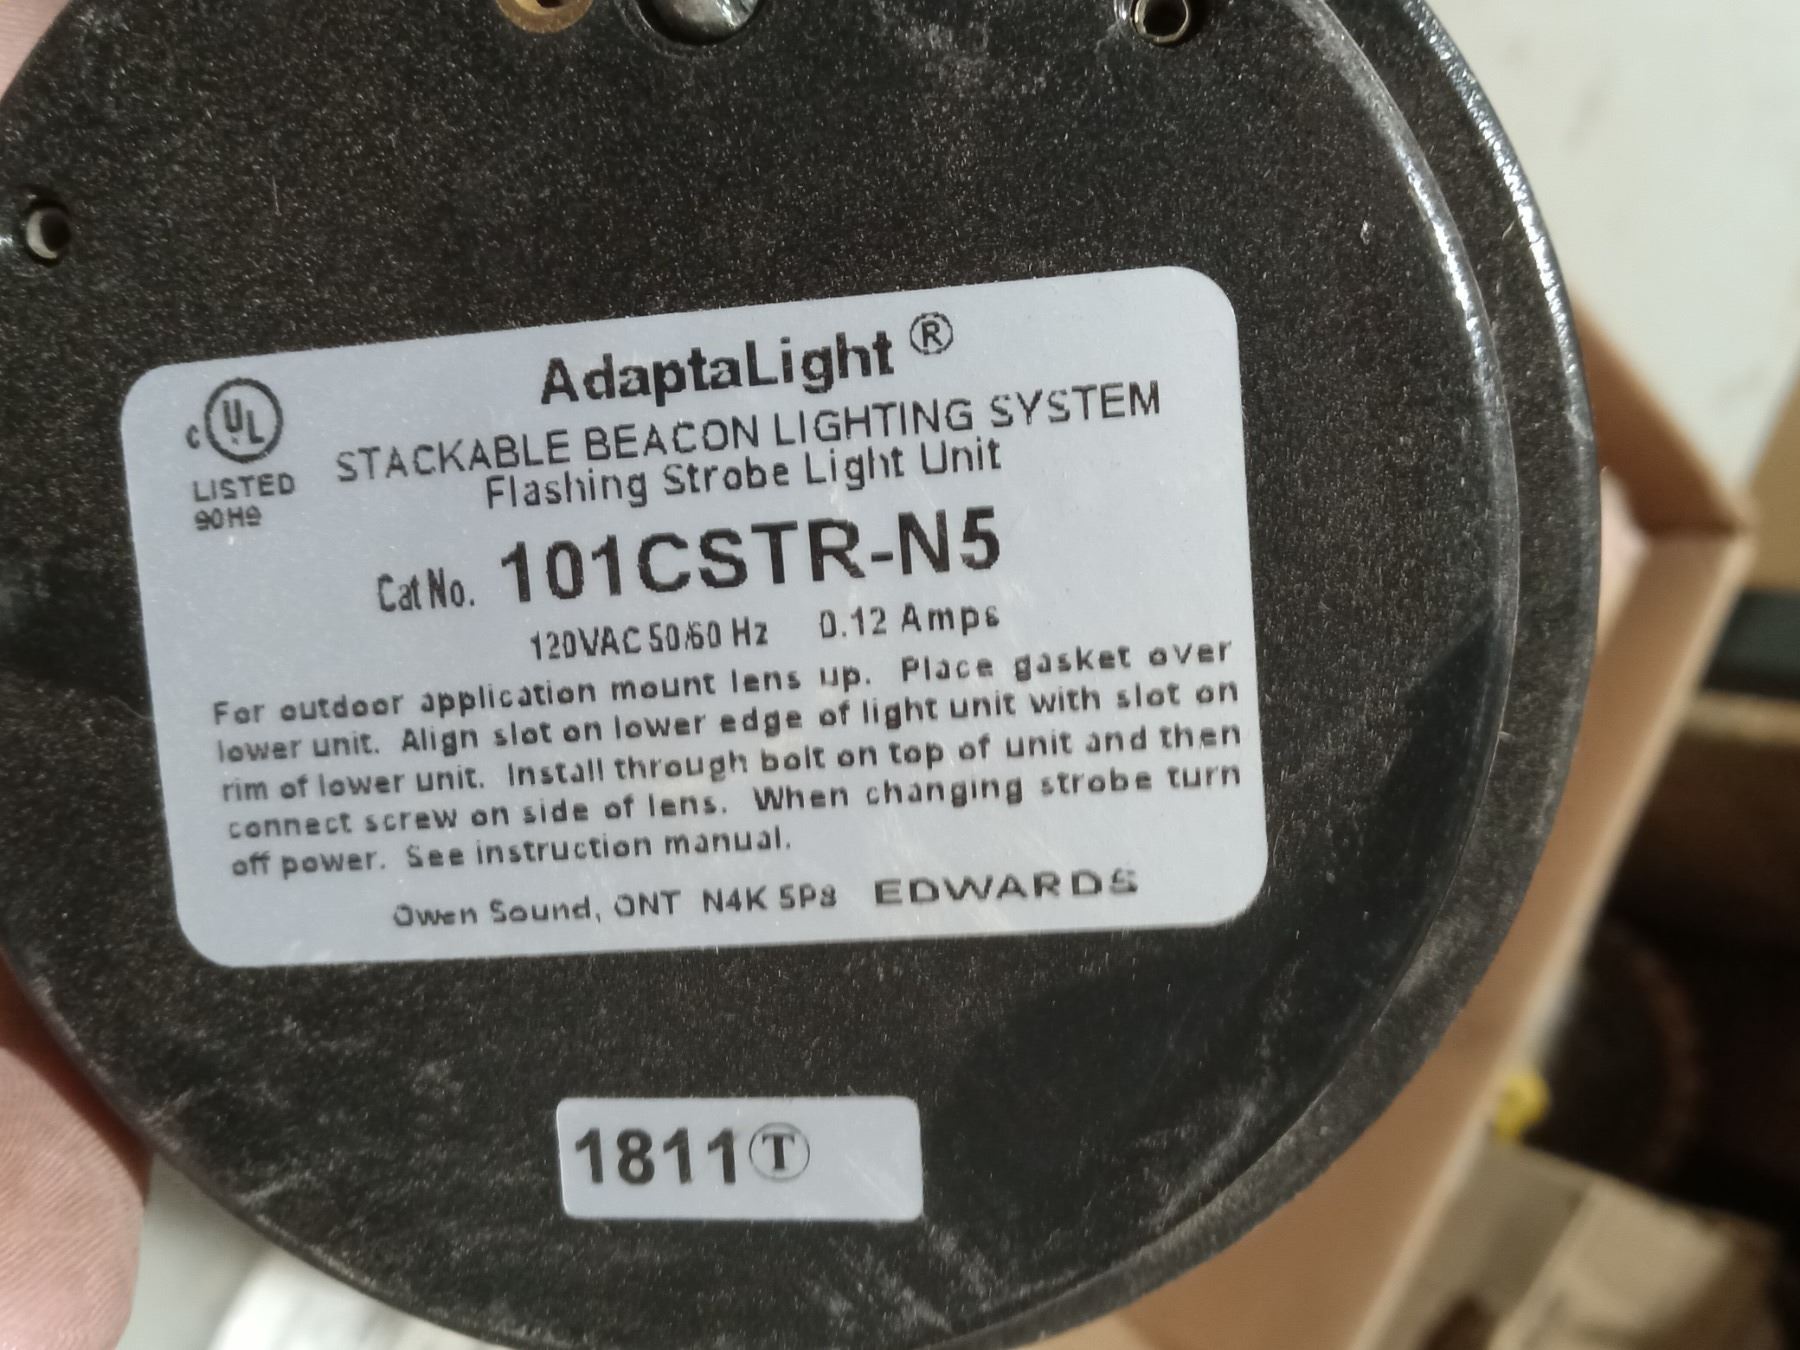 AdaptaLight ®
c UL
LISTED
90H9
STACKABLE BEACON LIGHTING SYSTEM
Flashing Strobe Light Unit
Cat No. 101CSTR-N5
120VAC 50/60 Hz 0.12 Amps
For outdoor application mount lens up. Place gasket over
lower unit. Align slot on lower edge of light unit with slot on
rim of lower unit. Install through bolt on top of unit and then
connect screw on side of lens. When changing strobe turn
off power. See instruction manual.
Owen Sound, ONT N4K 5P8 EDWARDS
1811 Ⓣ